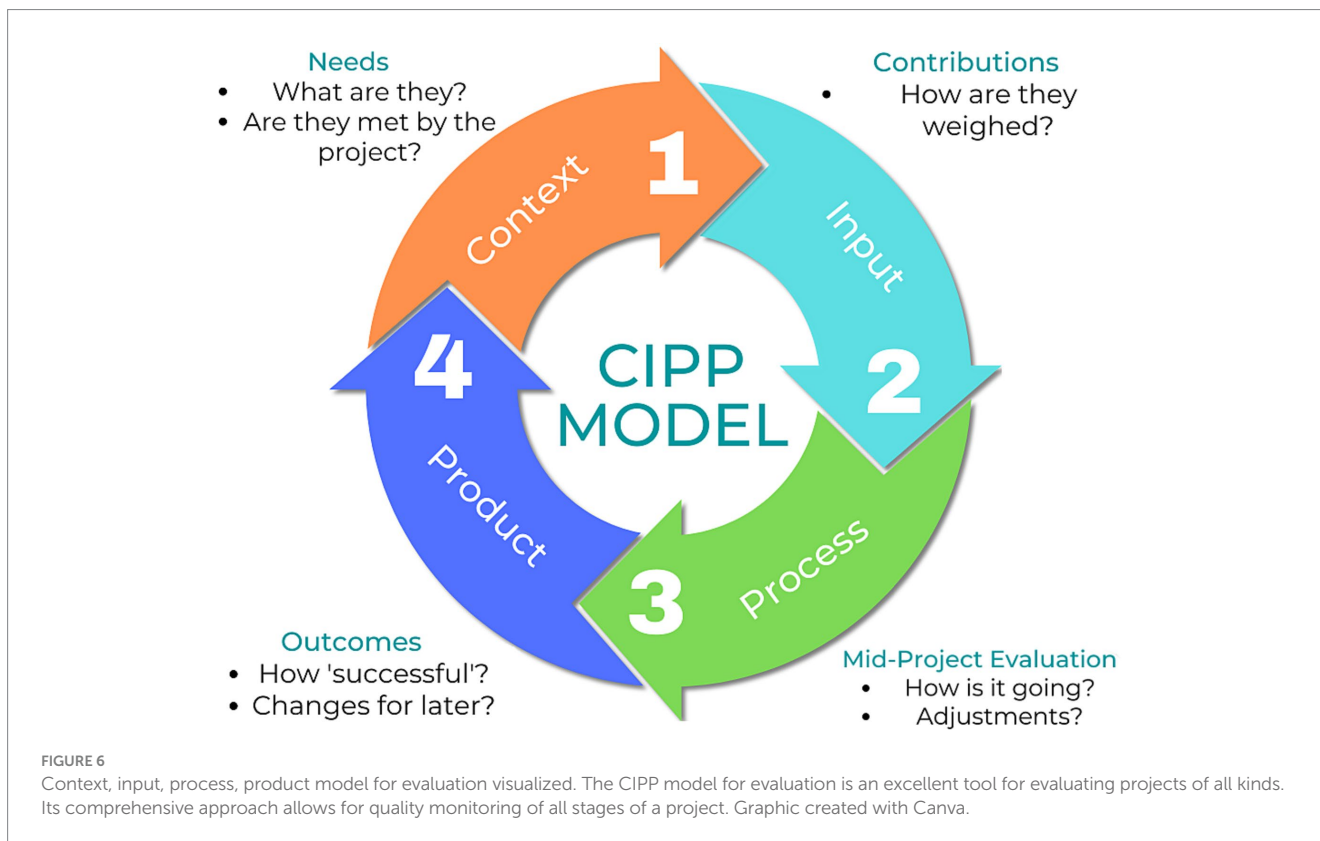 Needs
• What are they?
• Are they met by the
project?
Contributions
• How are they
weighed?
Context
1
Input
2
CIPP
MODEL
Process
3
Product
4
Outcomes
• How 'successful'?
• Changes for later?
Mid-Project Evaluation
• How is it going?
• Adjustments?
FIGURE 6
Context, input, process, product model for evaluation visualized. The CIPP model for evaluation is an excellent tool for evaluating projects of all kinds.
Its comprehensive approach allows for quality monitoring of all stages of a project. Graphic created with Canva.